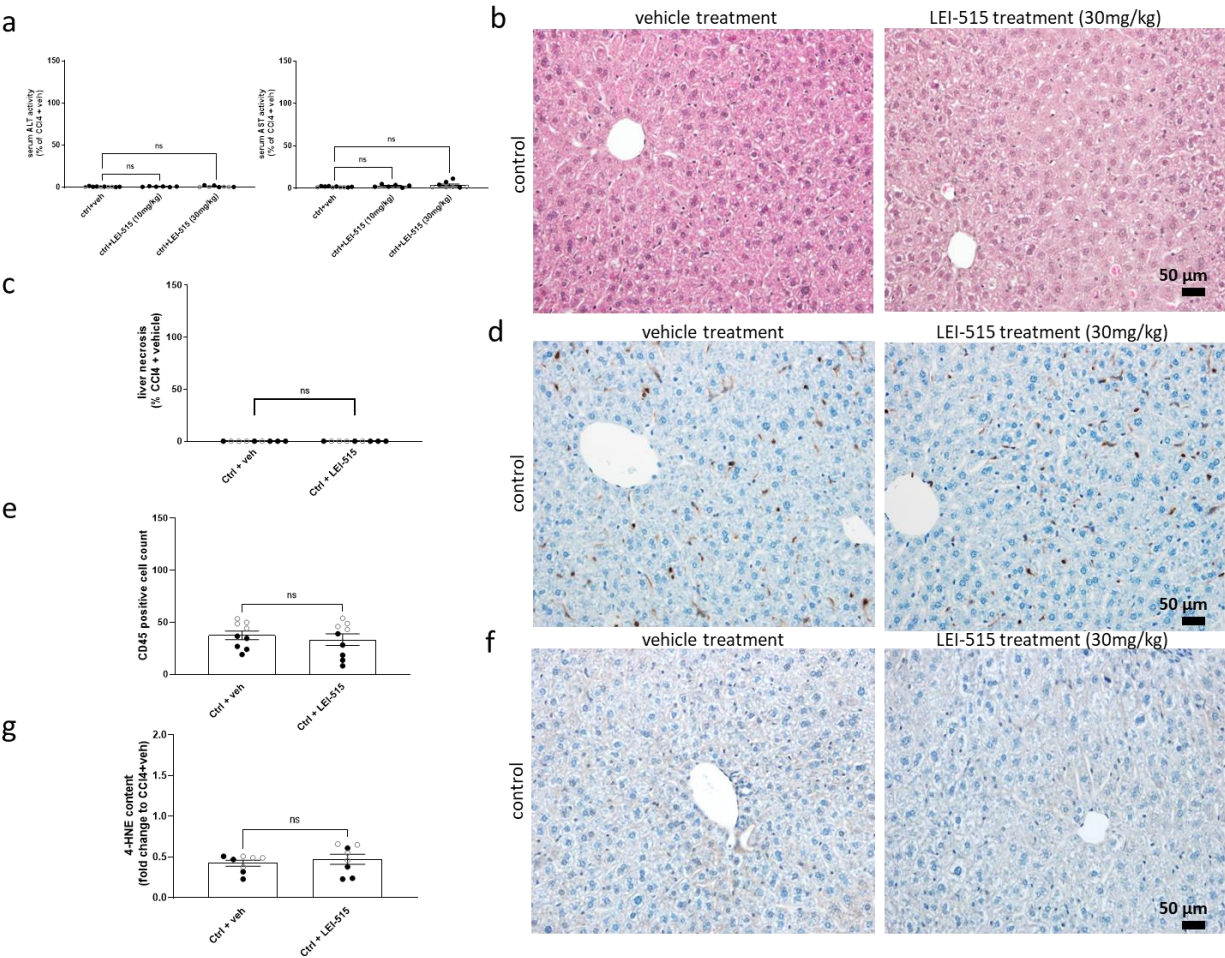 a
serum ALT activity
(% of CCl4 + veh)
150
100
50
0
ns
ns
ctrl+veh
ctrl+LEI-515 (10mg/kg)
ctrl+LEI-515 (30mg/kg)
serum AST activity
(% of CCl4 + veh)
150
100
50
0
ns
ns
ctrl+veh
ctrl+LEI-515 (10mg/kg)
ctrl+LEI-515 (30mg/kg)
b
vehicle treatment
LEI-515 treatment (30mg/kg)
control
50 µm
c
liver necrosis
(% CCl4 + vehicle)
150
100
50
0
ns
Ctrl + veh
Ctrl + LEI-515
d
vehicle treatment
LEI-515 treatment (30mg/kg)
control
50 µm
e
CD45 positive cell count
150
100
50
0
ns
Ctrl + veh
Ctrl + LEI-515
f
vehicle treatment
LEI-515 treatment (30mg/kg)
control
50 µm
g
4-HNE content
(fold change to CCl4+veh)
2.0
1.5
1.0
0.5
0.0
ns
Ctrl + veh
Ctrl + LEI-515